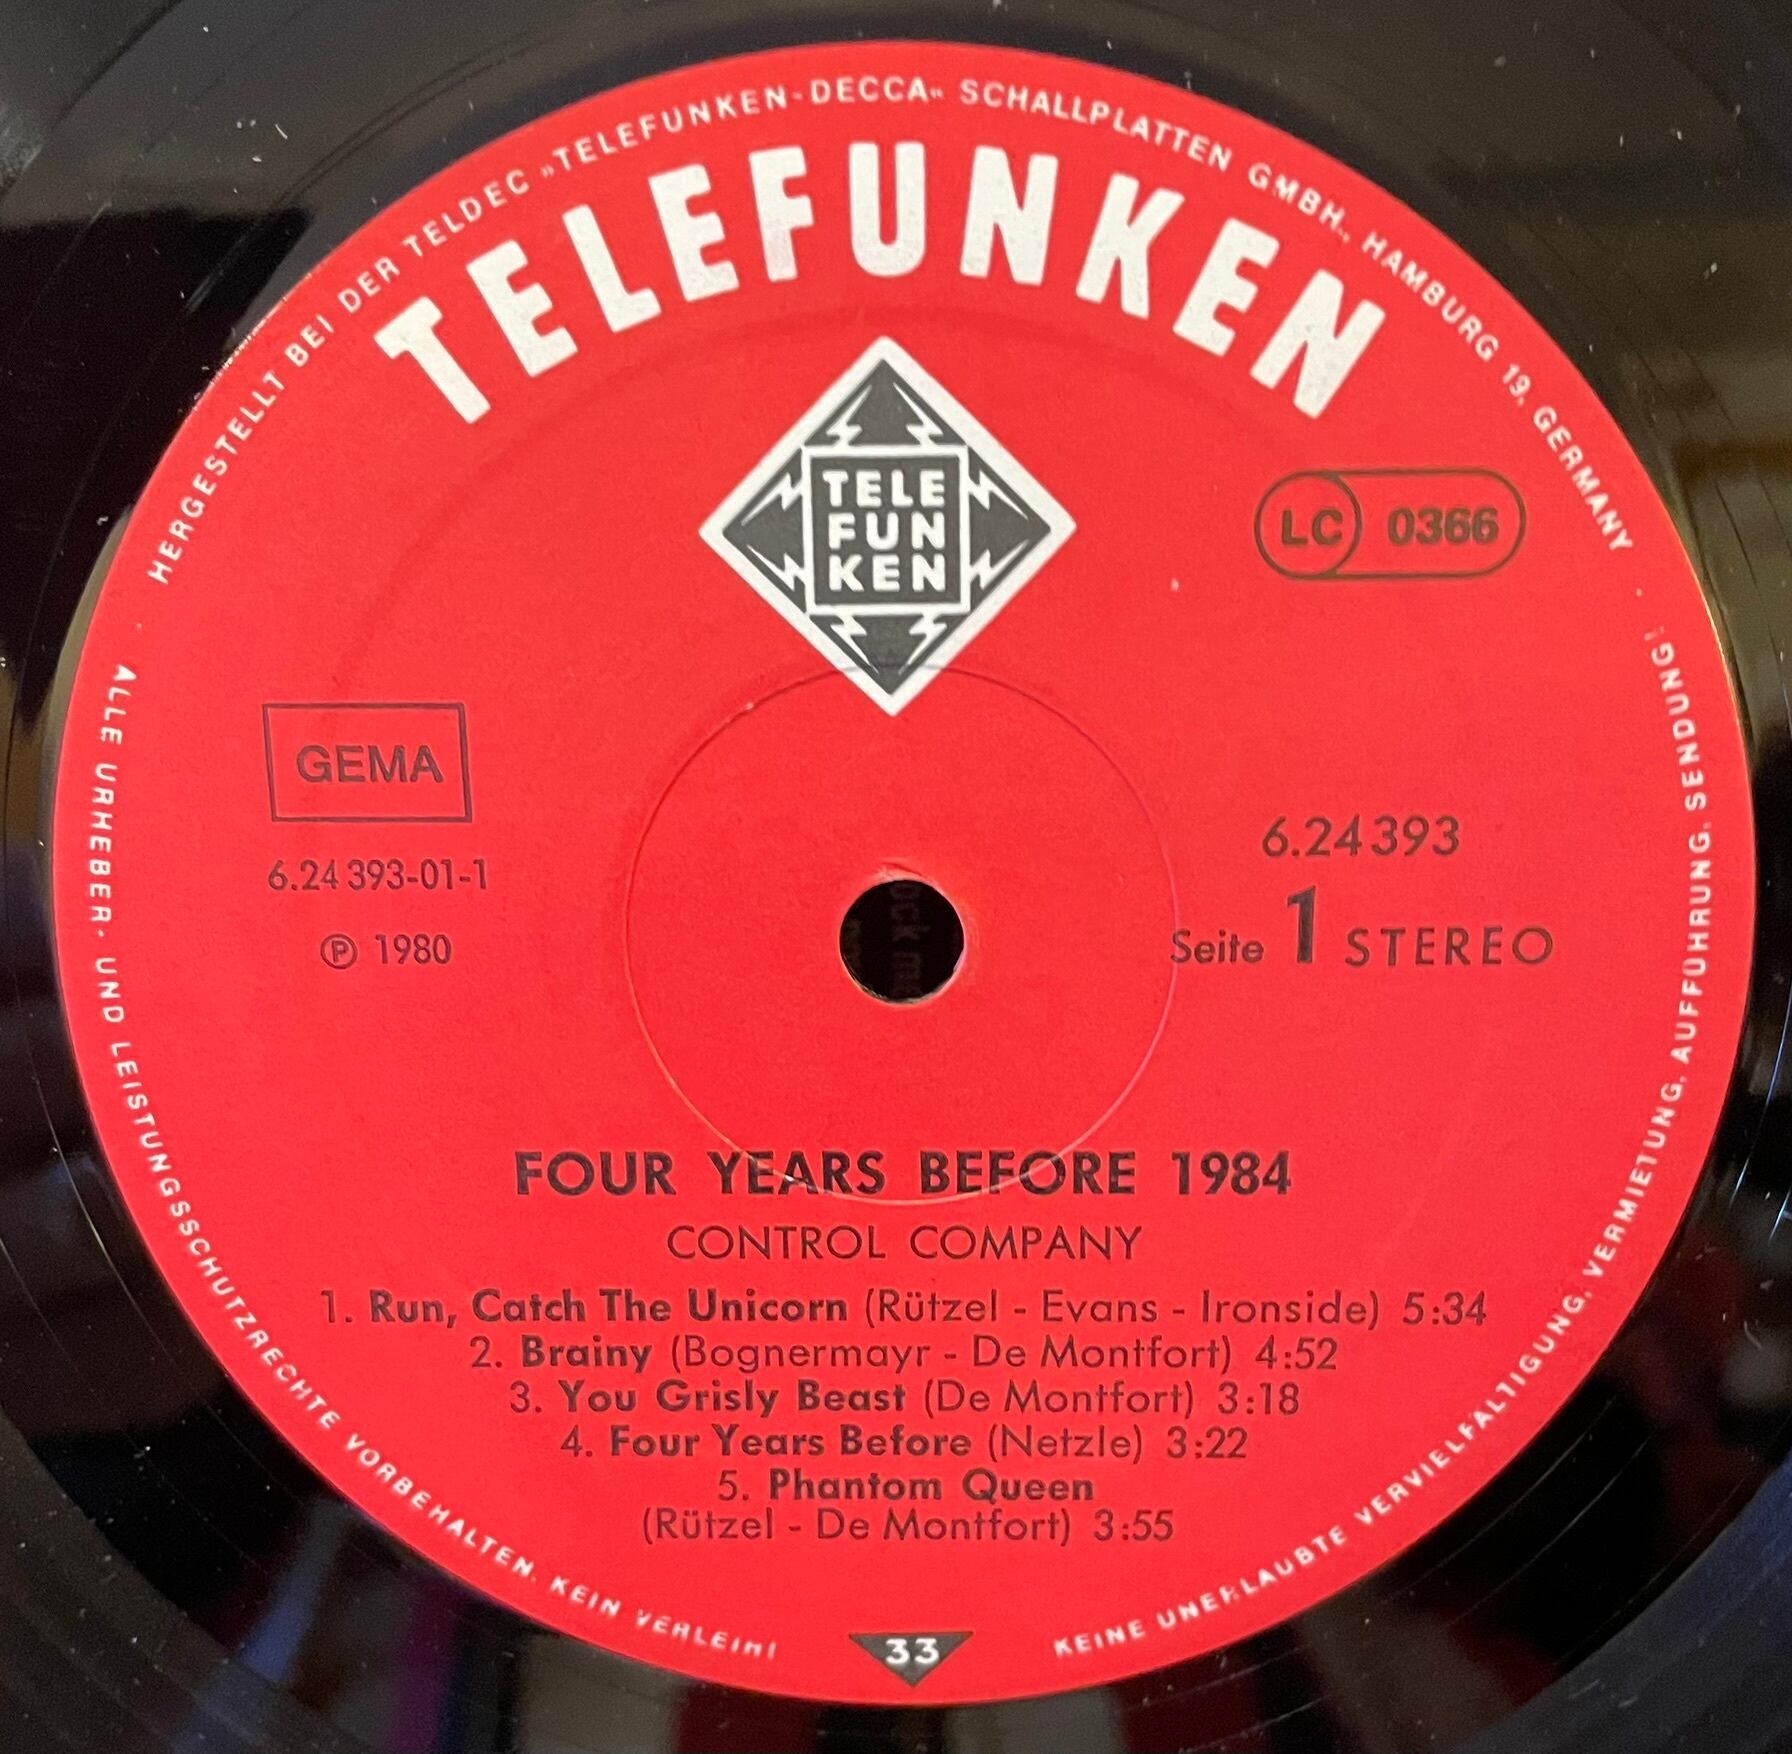 HERGESTELLT BEI DER TELDEC »TELEFUNKEN-DECCA« SCHALLPLATTEN GMBH., HAMBURG 19, GERMANY
TELEFUNKEN
TELE
FUN
KEN
LC 0366
GEMA
6.24393
6.24 393-01-1
Seite 1 STEREO
℗ 1980
FOUR YEARS BEFORE 1984
CONTROL COMPANY
1. Run, Catch The Unicorn (Rützel - Evans - Ironside) 5:34
2. Brainy (Bognermayr - De Montfort) 4:52
3. You Grisly Beast (De Montfort) 3:18
4. Four Years Before (Netzle) 3:22
5. Phantom Queen
(Rützel - De Montfort) 3:55
33
ALLE URHEBER- UND LEISTUNGSSCHUTZRECHTE VORBEHALTEN. KEIN VERLEIH!
KEINE UNERLAUBTE VERVIELFALTIGUNG, VERMIETUNG, AUFFUHRUNG, SENDUNG!